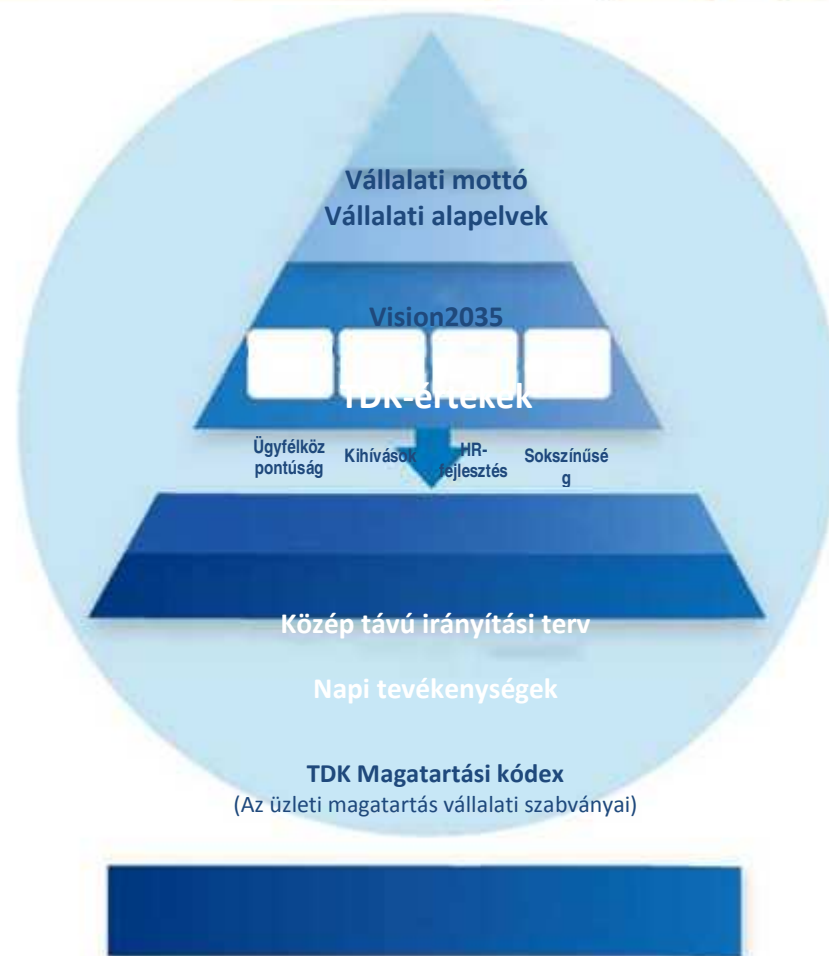 Vállalati mottó
Vállalati alapelvek
Vision2035
TDK-értékek
Ügyfélköz
pontúság
Kihívások
HR-
fejlesztés
Sokszínűsé
g
Közép távú irányítási terv
Napi tevékenységek
TDK Magatartási kódex
(Az üzleti magatartás vállalati szabványai)